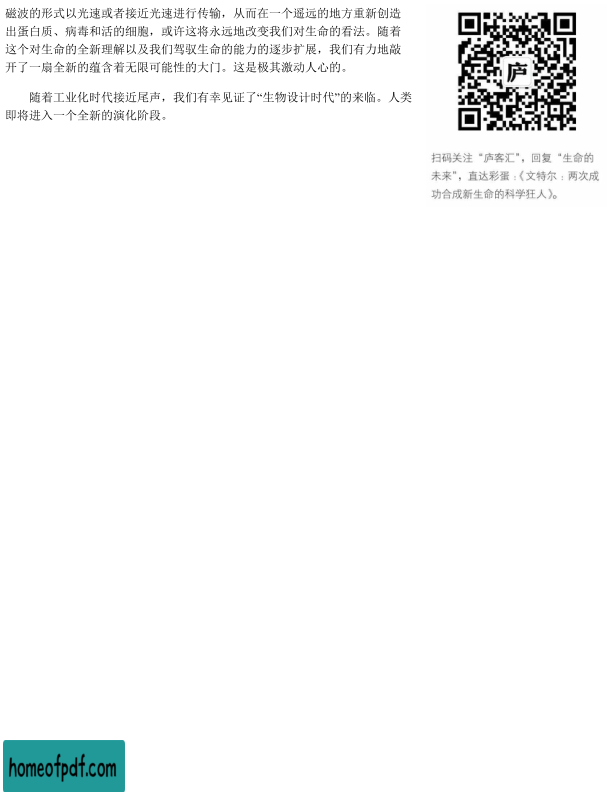 磁波的形式以光速或者接近光速进行传输，从而在一个遥远的地方重新创造
出蛋白质、病毒和活的细胞，或许这将永远地改变我们对生命的看法。随着
这个对生命的全新理解以及我们驾驭生命的能力的逐步扩展，我们有力地敲
开了一扇全新的蕴含着无限可能性的大门。这是极其激动人心的。
随着工业化时代接近尾声，我们有幸见证了“生物设计时代”的来临。人类
即将进入一个全新的演化阶段。
庐
扫码关注“庐客汇”，回复“生命的
未来”，直达彩蛋：《文特尔：两次成
功合成新生命的科学狂人》。
homeofpdf.com